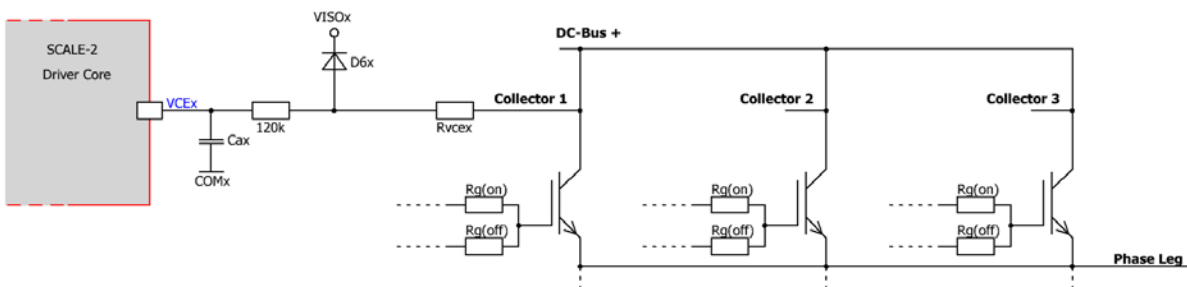 VISOx
DC-Bus +
SCALE-2
Driver Core
D6x
VCEx
Collector 1
Collector 2
Collector 3
Cax
120k
Rvcex
COMx
Rg(on)
Rg(on)
Rg(on)
Rg(off)
Rg(off)
Rg(off)
Phase Leg